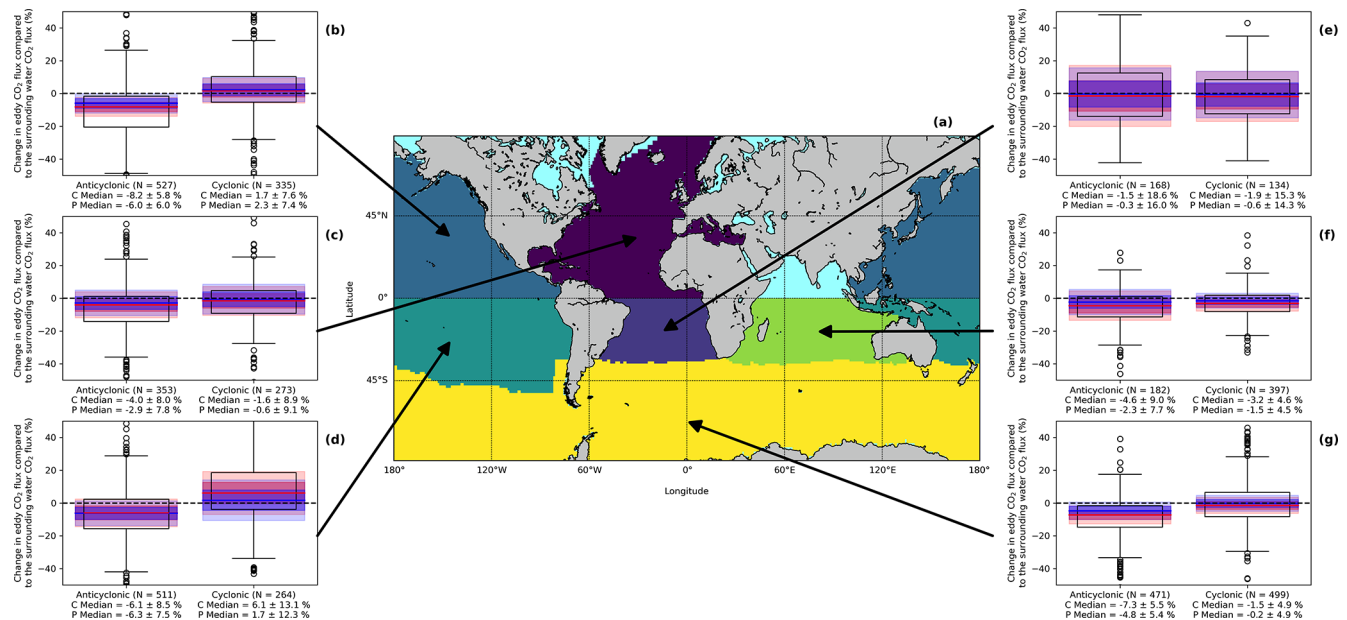 (b)
Change in eddy CO₂ flux compared
to the surrounding water CO₂ flux (%)
40
20
0
−20
−40
Anticyclonic (N = 527)
C Median = -8.2 ± 5.8 %
P Median = -6.0 ± 6.0 %
Cyclonic (N = 335)
C Median = 1.7 ± 7.6 %
P Median = 2.3 ± 7.4 %
(c)
Change in eddy CO₂ flux compared
to the surrounding water CO₂ flux (%)
40
20
0
−20
−40
Anticyclonic (N = 353)
C Median = -4.0 ± 8.0 %
P Median = -2.9 ± 7.8 %
Cyclonic (N = 273)
C Median = -1.6 ± 8.9 %
P Median = -0.6 ± 9.1 %
(d)
Change in eddy CO₂ flux compared
to the surrounding water CO₂ flux (%)
40
20
0
−20
−40
Anticyclonic (N = 511)
C Median = -6.1 ± 8.5 %
P Median = -6.3 ± 7.5 %
Cyclonic (N = 264)
C Median = 6.1 ± 13.1 %
P Median = 1.7 ± 12.3 %
(a)
Latitude
45°N
0°
45°S
180°
120°W
60°W
0°
60°E
120°E
180°
Longitude
(e)
Change in eddy CO₂ flux compared
to the surrounding water CO₂ flux (%)
40
20
0
−20
−40
Anticyclonic (N = 168)
C Median = -1.5 ± 18.6 %
P Median = -0.3 ± 16.0 %
Cyclonic (N = 134)
C Median = -1.9 ± 15.3 %
P Median = -0.6 ± 14.3 %
(f)
Change in eddy CO₂ flux compared
to the surrounding water CO₂ flux (%)
40
20
0
−20
−40
Anticyclonic (N = 182)
C Median = -4.6 ± 9.0 %
P Median = -2.3 ± 7.7 %
Cyclonic (N = 397)
C Median = -3.2 ± 4.6 %
P Median = -1.5 ± 4.5 %
(g)
Change in eddy CO₂ flux compared
to the surrounding water CO₂ flux (%)
40
20
0
−20
−40
Anticyclonic (N = 471)
C Median = -7.3 ± 5.5 %
P Median = -4.8 ± 5.4 %
Cyclonic (N = 499)
C Median = -1.5 ± 4.9 %
P Median = -0.2 ± 4.9 %